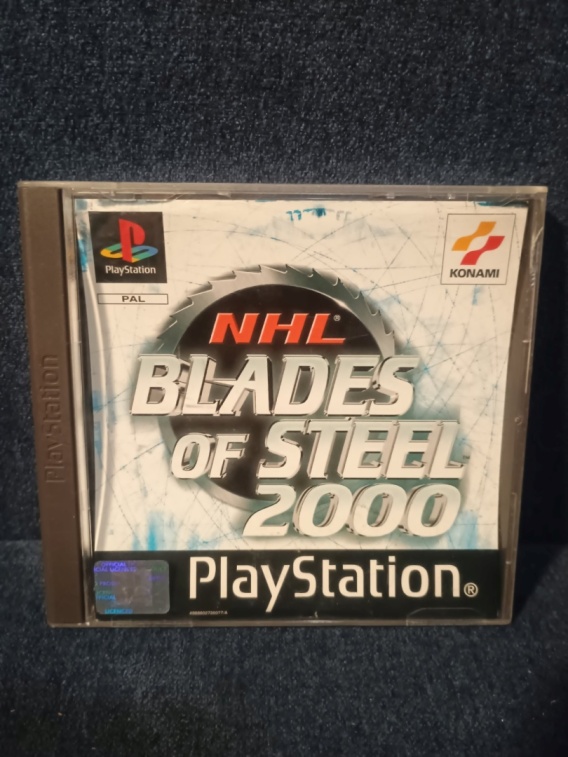 PlayStation
KONAMI
PAL
NHL®
BLADES
OF STEEL
2000
PlayStation
PlayStation®